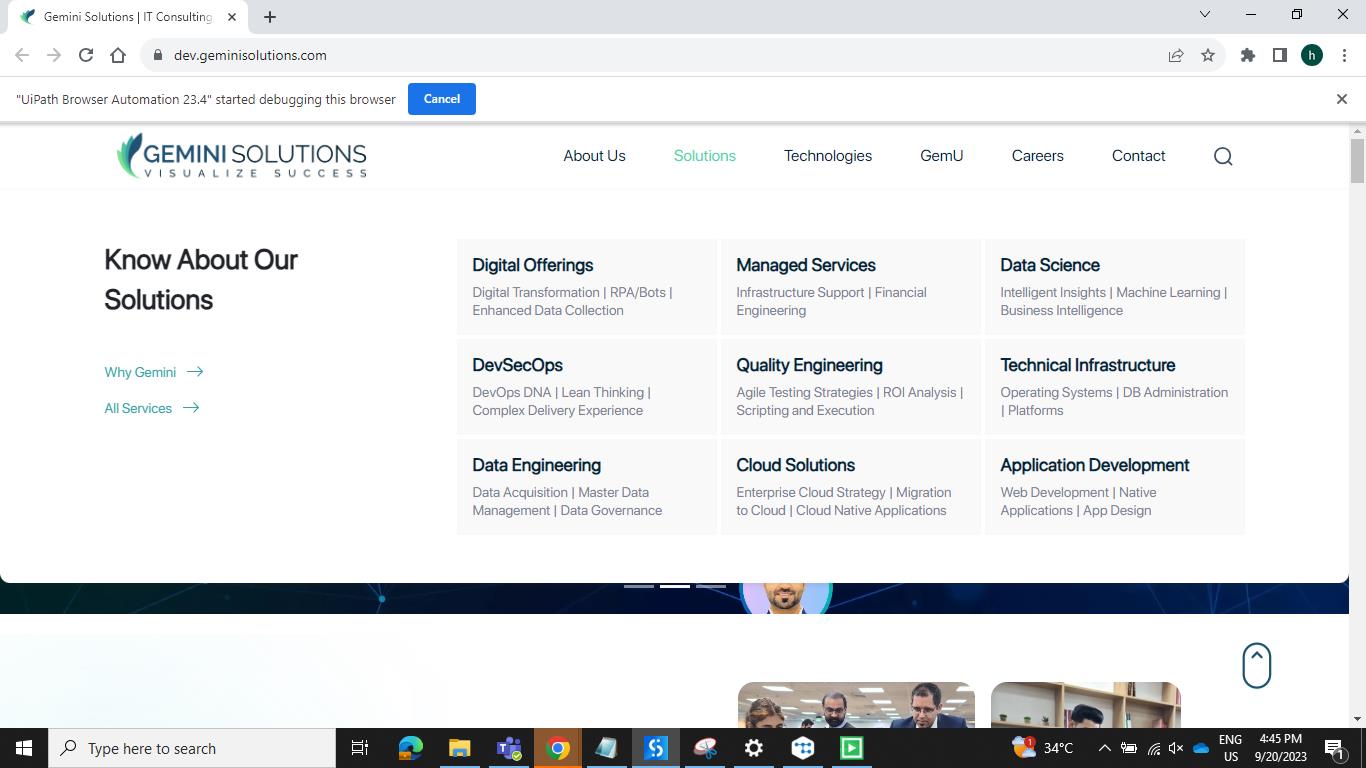 Gemini Solutions | IT Consulting
dev.geminisolutions.com
h
"UiPath Browser Automation 23.4" started debugging this browser
Cancel
GEMINI SOLUTIONS
VISUALIZE SUCCESS
About Us
Solutions
Technologies
GemU
Careers
Contact
Know About Our
Solutions
Why Gemini
All Services
Digital Offerings
Digital Transformation | RPA/Bots |
Enhanced Data Collection
Managed Services
Infrastructure Support | Financial
Engineering
Data Science
Intelligent Insights | Machine Learning |
Business Intelligence
DevSecOps
DevOps DNA | Lean Thinking |
Complex Delivery Experience
Quality Engineering
Agile Testing Strategies | ROI Analysis |
Scripting and Execution
Technical Infrastructure
Operating Systems | DB Administration
| Platforms
Data Engineering
Data Acquisition | Master Data
Management | Data Governance
Cloud Solutions
Enterprise Cloud Strategy | Migration
to Cloud | Cloud Native Applications
Application Development
Web Development | Native
Applications | App Design
Type here to search
1
34°C
ENG
US
4:45 PM
9/20/2023
1